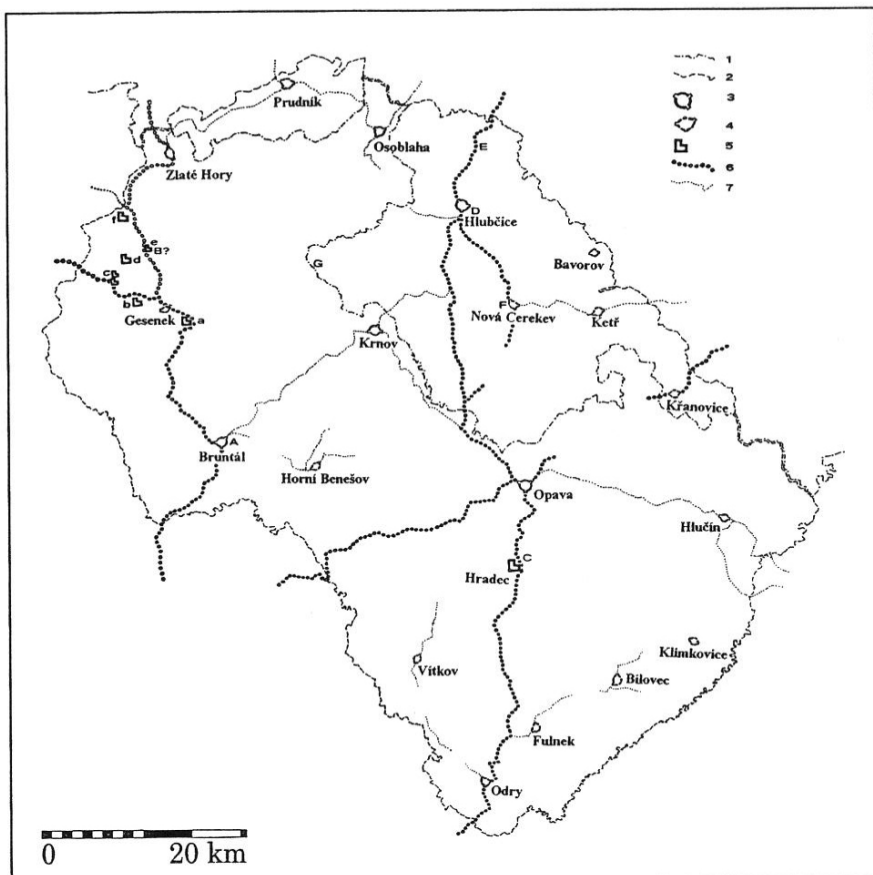 1
2
3
4
5
6
7
Prudník
Osoblaha
Zlaté Hory
E
D
Hlubčice
f
e
B?
d
G
Bavorov
c
b
Gesenek
a
F
Nová Cerekev
Ketř
Krnov
Křanovice
A
Bruntál
Horní Benešov
Opava
Hlučín
C
Hradec
Klimkovice
Vítkov
Bílovec
Fulnek
Odry
0 20 km